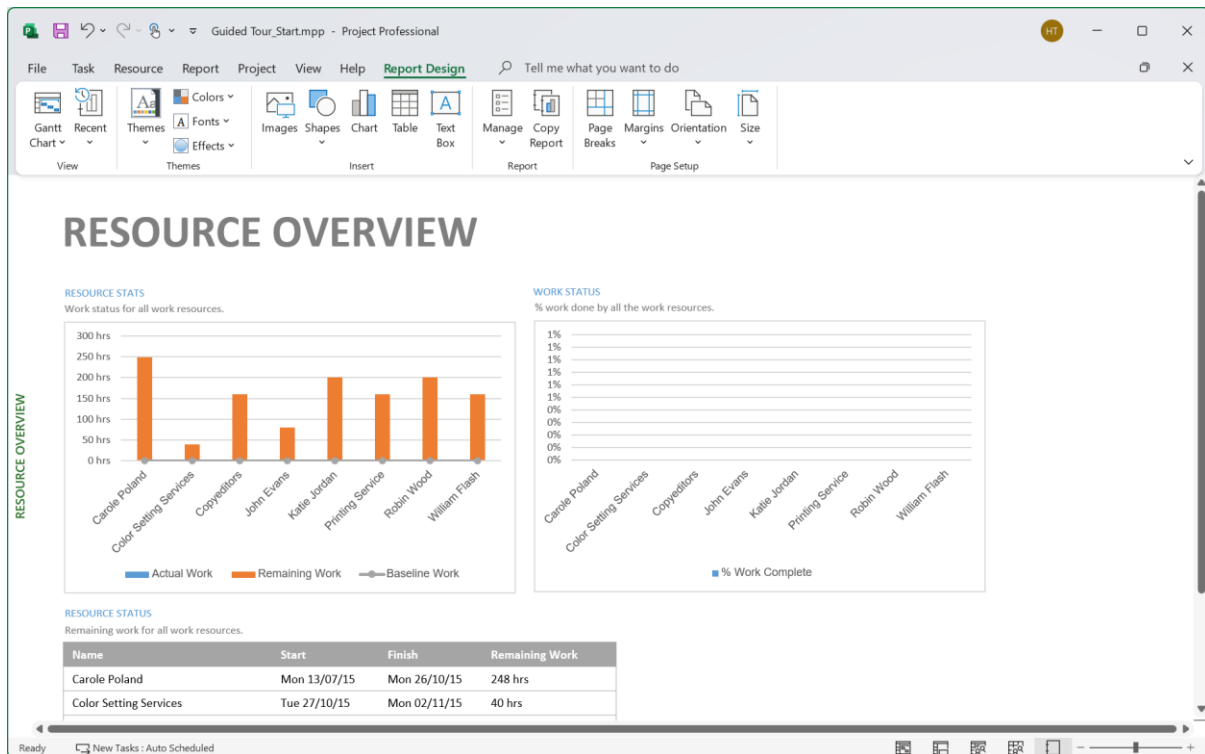 Guided Tour_Start.mpp - Project Professional
HT
File Task Resource Report Project View Help Report Design Tell me what you want to do
Gantt Chart
Recent
View
Themes
Colors
Fonts
Effects
Themes
Images
Shapes
Chart
Table
Text Box
Insert
Manage
Copy Report
Report
Page Breaks
Margins
Orientation
Size
Page Setup
RESOURCE OVERVIEW
RESOURCE OVERVIEW
RESOURCE STATS
Work status for all work resources.
300 hrs
250 hrs
200 hrs
150 hrs
100 hrs
50 hrs
0 hrs
Carole Poland
Color Setting Services
Copyeditors
John Evans
Katie Jordan
Printing Service
Robin Wood
William Flash
Actual Work Remaining Work Baseline Work
WORK STATUS
% work done by all the work resources.
1%
1%
1%
1%
1%
1%
0%
0%
0%
0%
0%
Carole Poland
Color Setting Services
Copyeditors
John Evans
Katie Jordan
Printing Service
Robin Wood
William Flash
% Work Complete
RESOURCE STATUS
Remaining work for all work resources.
Name Start Finish Remaining Work
Carole Poland Mon 13/07/15 Mon 26/10/15 248 hrs
Color Setting Services Tue 27/10/15 Mon 02/11/15 40 hrs
Ready New Tasks : Auto Scheduled